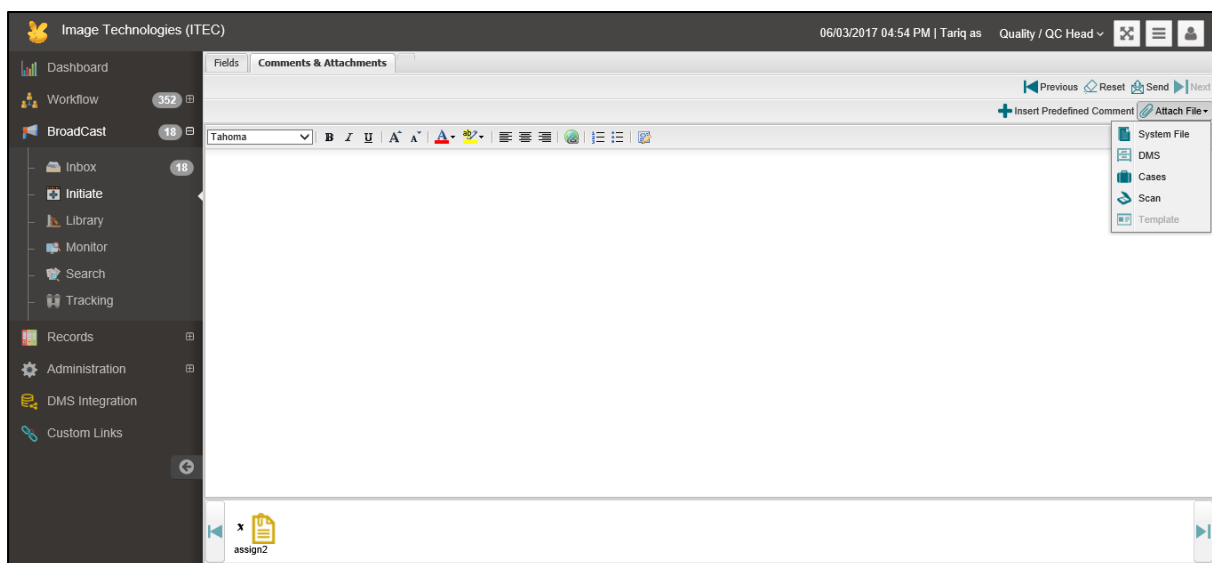 Image Technologies (ITEC)
06/03/2017 04:54 PM | Tariq as Quality / QC Head
Dashboard
Workflow 352
BroadCast 18
Inbox 18
Initiate
Library
Monitor
Search
Tracking
Records
Administration
DMS Integration
Custom Links
Fields Comments & Attachments
Previous Reset Send Next
Insert Predefined Comment Attach File
Tahoma B I U A A A ab
System File
DMS
Cases
Scan
Template
x
assign2